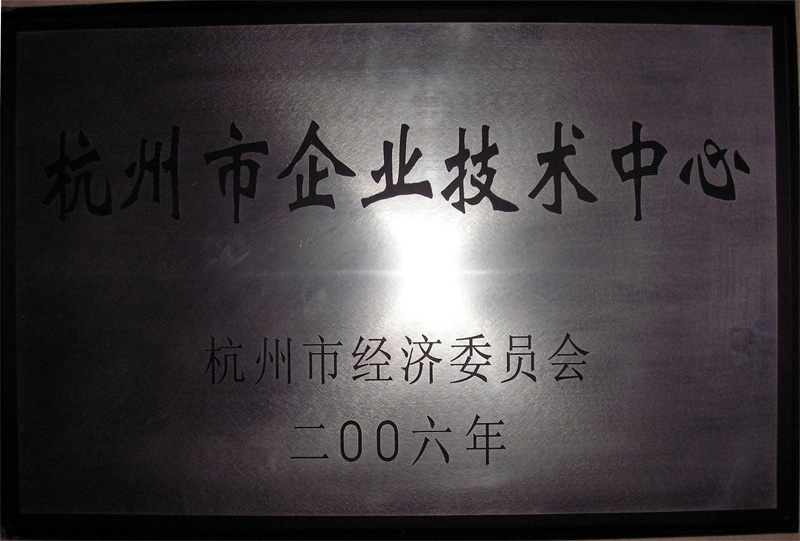 杭州市企业技术中心
杭州市经济委员会
二00六年